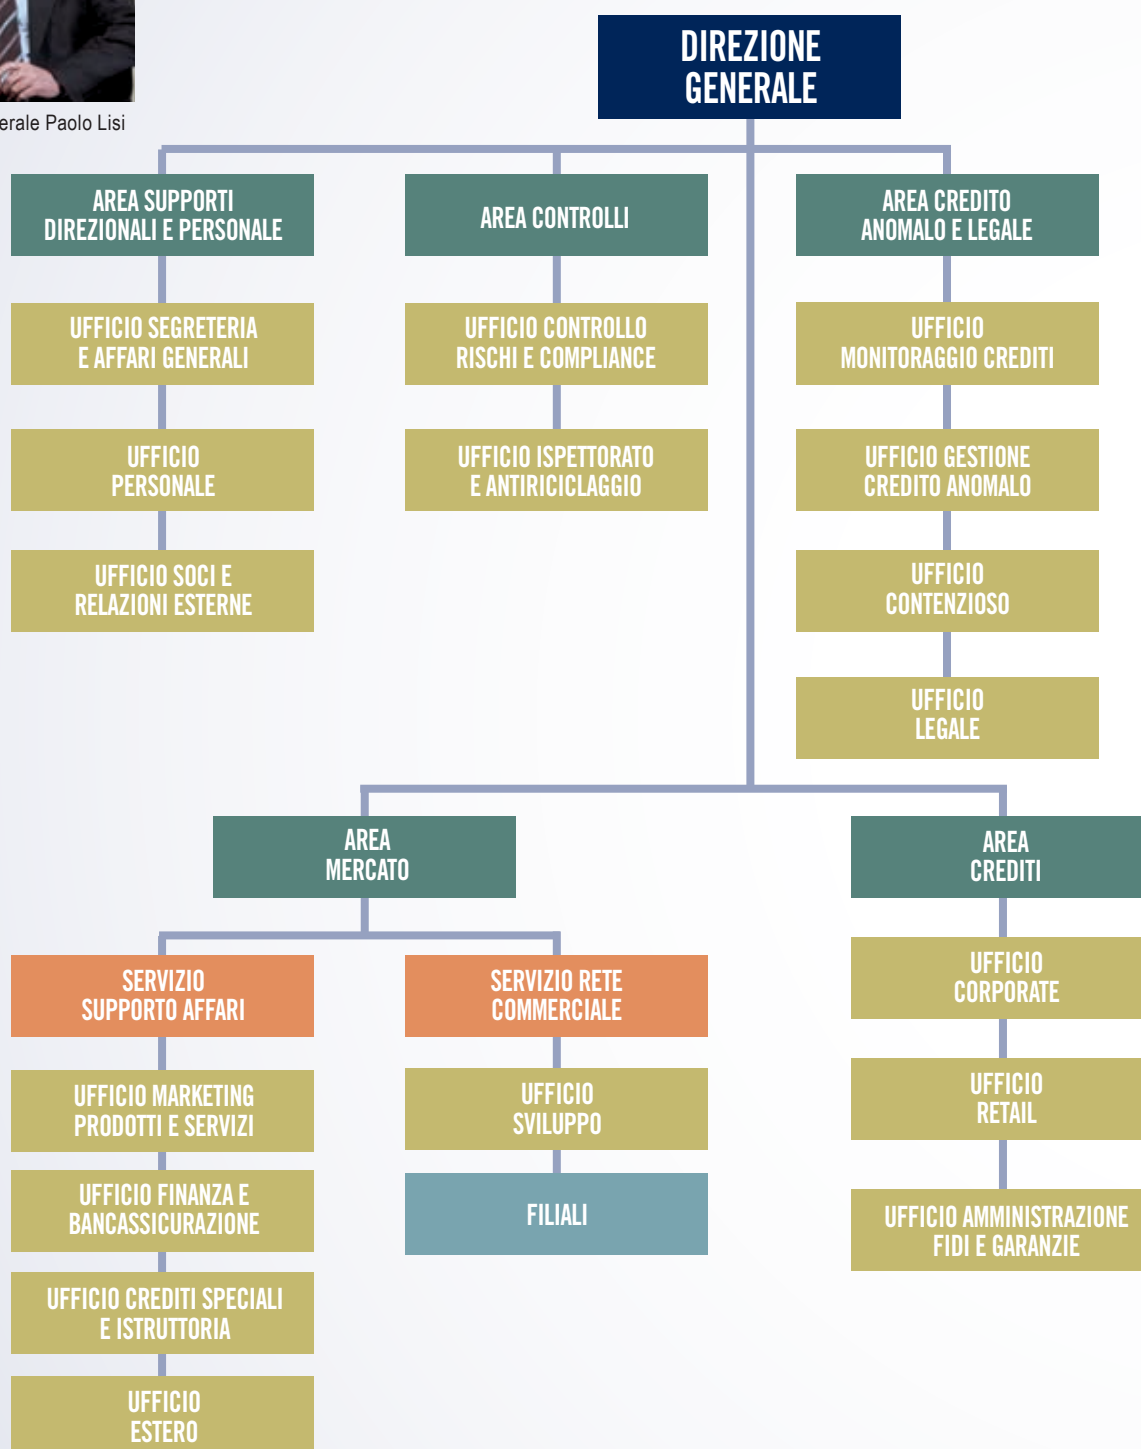 DIREZIONE
GENERALE
erale Paolo Lisi
AREA SUPPORTI
DIREZIONALI E PERSONALE
AREA CONTROLLI
AREA CREDITO
ANOMALO E LEGALE
UFFICIO SEGRETERIA
E AFFARI GENERALI
UFFICIO CONTROLLO
RISCHI E COMPLIANCE
UFFICIO
MONITORAGGIO CREDITI
UFFICIO
PERSONALE
UFFICIO ISPETTORATO
E ANTIRICICLAGGIO
UFFICIO GESTIONE
CREDITO ANOMALO
UFFICIO SOCI E
RELAZIONI ESTERNE
UFFICIO
CONTENZIOSO
UFFICIO
LEGALE
AREA
MERCATO
AREA
CREDITI
SERVIZIO
SUPPORTO AFFARI
SERVIZIO RETE
COMMERCIALE
UFFICIO
CORPORATE
UFFICIO MARKETING
PRODOTTI E SERVIZI
UFFICIO
SVILUPPO
UFFICIO
RETAIL
UFFICIO FINANZA E
BANCASSICURAZIONE
FILIALI
UFFICIO AMMINISTRAZIONE
FIDI E GARANZIE
UFFICIO CREDITI SPECIALI
E ISTRUTTORIA
UFFICIO
ESTERO